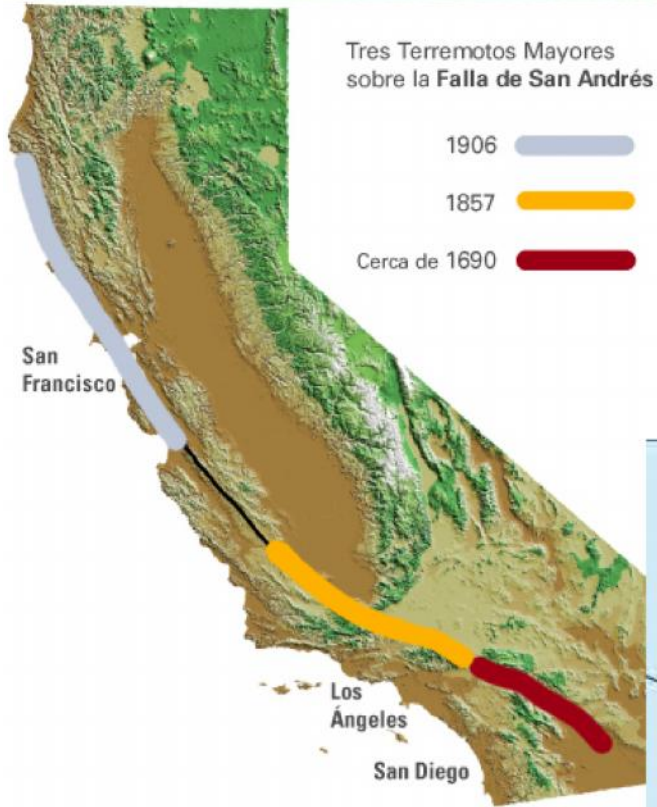 Tres Terremotos Mayores
sobre la Falla de San Andrés
1906
1857
Cerca de 1690
San
Francisco
Los
Ángeles
San Diego